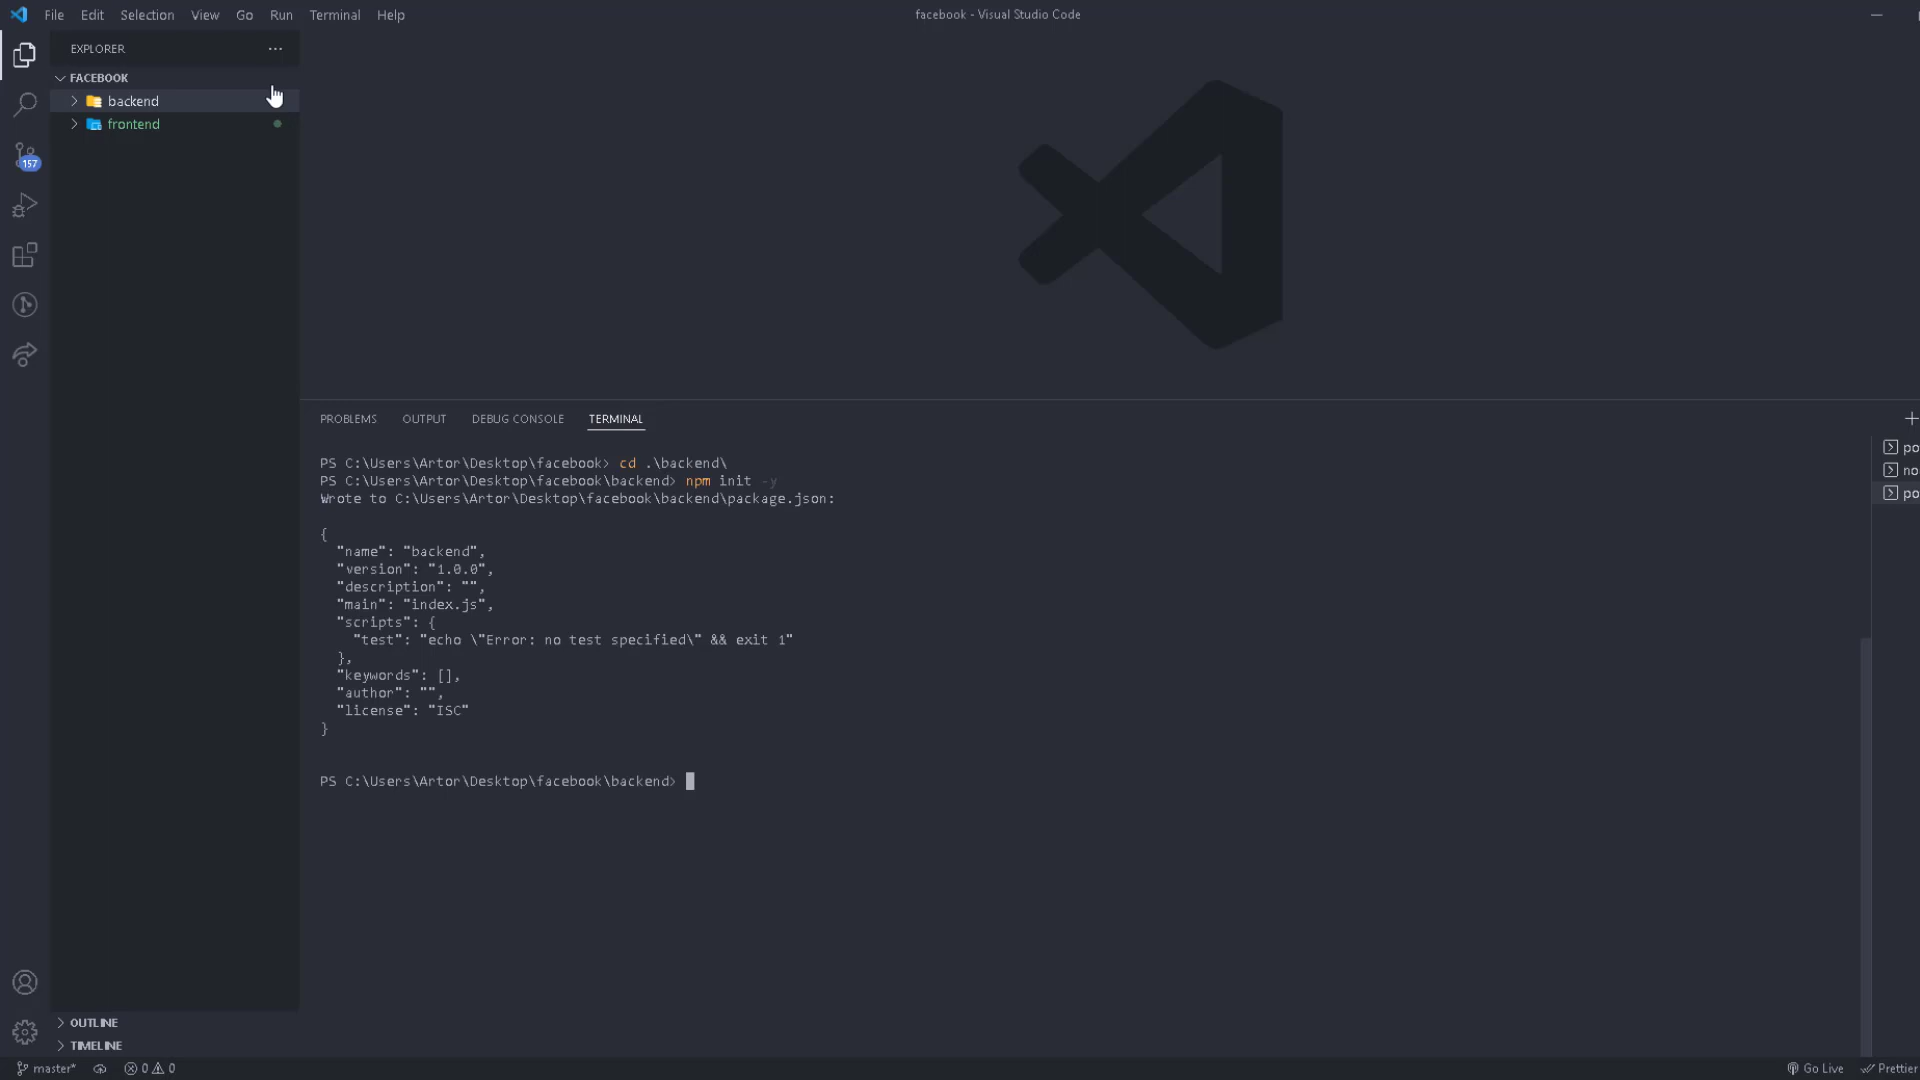 File Edit Selection View Go Run Terminal Help
facebook - Visual Studio Code
EXPLORER
FACEBOOK
backend
frontend
157
PROBLEMS OUTPUT DEBUG CONSOLE TERMINAL
PS C:\Users\Artor\Desktop\facebook> cd .\backend\
PS C:\Users\Artor\Desktop\facebook\backend> npm init -y
Wrote to C:\Users\Artor\Desktop\facebook\backend\package.json:
{
"name": "backend",
"version": "1.0.0",
"description": "",
"main": "index.js",
"scripts": {
"test": "echo \"Error: no test specified\" && exit 1"
},
"keywords": [],
"author": "",
"license": "ISC"
}
PS C:\Users\Artor\Desktop\facebook\backend>
po
no
po
OUTLINE
TIMELINE
master* 0 0
Go Live Prettier